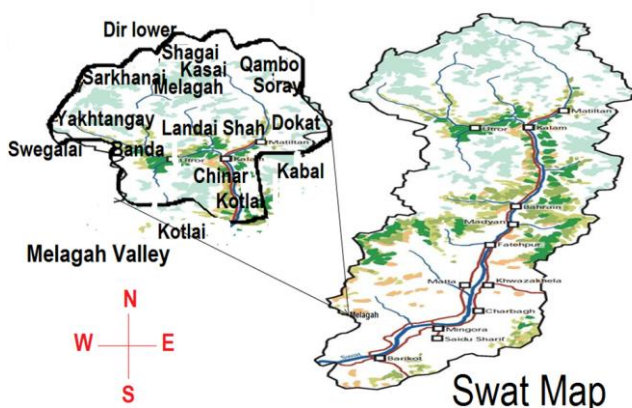 Dir lower
Shagai
Kasai
Melagah
Qambo
Soray
Sarkhanai
Yakhtangay
Landai Shah
Dokat
Matiltan
Swegalai
Banda
Utror
Kalam
Chinar
Kabal
Kotlai
Kotlai
Melagah Valley
N
W
E
S
Matiltan
Utror
Kalam
Bahrain
Madyan
Fatehpur
Matta
Khwazakhela
Charbagh
Melagah
Mingora
Saidu Sharif
Swat
Barikot
Swat Map